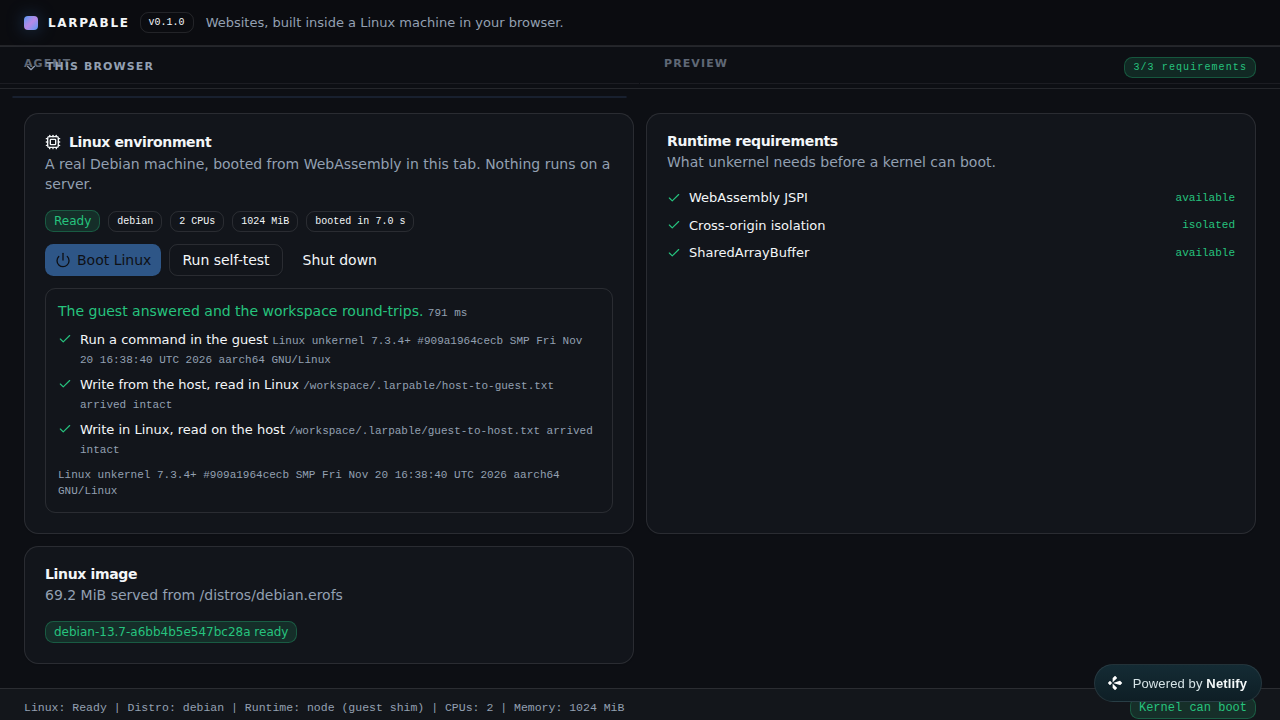 LARPABLE v0.1.0 Websites, built inside a Linux machine in your browser.
AGENT PREVIEW
THIS BROWSER 3/3 requirements
Linux environment
A real Debian machine, booted from WebAssembly in this tab. Nothing runs on a
server.
Ready debian 2 CPUs 1024 MiB booted in 7.0 s
Boot Linux Run self-test Shut down
The guest answered and the workspace round-trips. 791 ms
Run a command in the guest Linux unkernel 7.3.4+ #909a1964cecb SMP Fri Nov
20 16:38:40 UTC 2026 aarch64 GNU/Linux
Write from the host, read in Linux /workspace/.larpable/host-to-guest.txt
arrived intact
Write in Linux, read on the host /workspace/.larpable/guest-to-host.txt arrived
intact
Linux unkernel 7.3.4+ #909a1964cecb SMP Fri Nov 20 16:38:40 UTC 2026 aarch64
GNU/Linux
Runtime requirements
What unkernel needs before a kernel can boot.
WebAssembly JSPI available
Cross-origin isolation isolated
SharedArrayBuffer available
Linux image
69.2 MiB served from /distros/debian.erofs
debian-13.7-a6bb4b5e547bc28a ready
Powered by Netlify
Linux: Ready | Distro: debian | Runtime: node (guest shim) | CPUs: 2 | Memory: 1024 MiB Kernel can boot